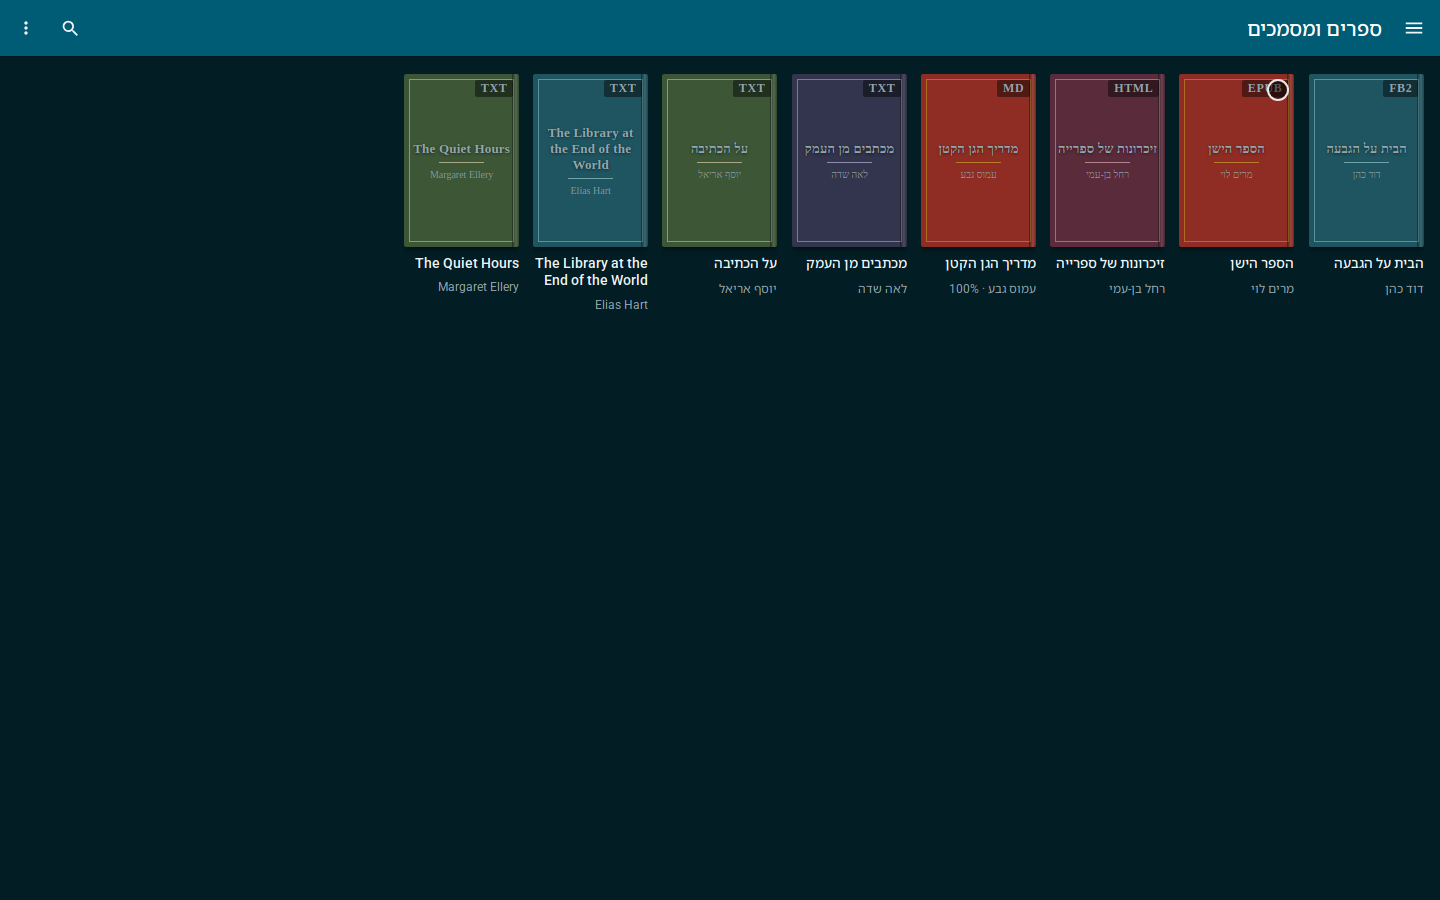 ספרים ומסמכים
FB2
הבית על הגבעה
דוד כהן
הבית על הגבעה
דוד כהן
EPUB
הספר הישן
מרים לוי
הספר הישן
מרים לוי
HTML
זיכרונות של ספרייה
רחל בן-עמי
זיכרונות של ספרייה
רחל בן-עמי
MD
מדריך הגן הקטן
עמוס גבע
מדריך הגן הקטן
עמוס גבע · 100%
TXT
מכתבים מן העמק
לאה שדה
מכתבים מן העמק
לאה שדה
TXT
על הכתיבה
יוסף אריאל
על הכתיבה
יוסף אריאל
TXT
The Library at
the End of the
World
Elias Hart
The Library at the
End of the World
Elias Hart
TXT
The Quiet Hours
Margaret Ellery
The Quiet Hours
Margaret Ellery